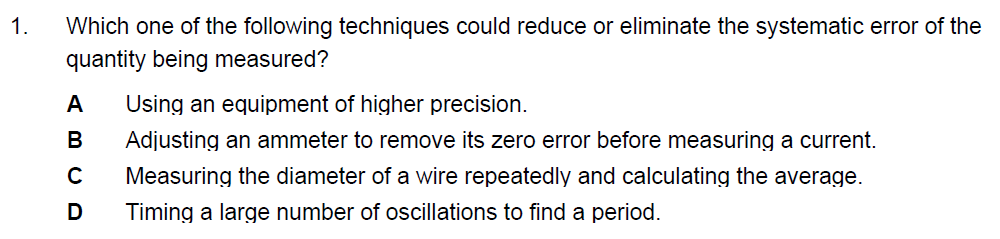 1. Which one of the following techniques could reduce or eliminate the systematic error of the
quantity being measured?
A Using an equipment of higher precision.
B Adjusting an ammeter to remove its zero error before measuring a current.
C Measuring the diameter of a wire repeatedly and calculating the average.
D Timing a large number of oscillations to find a period.